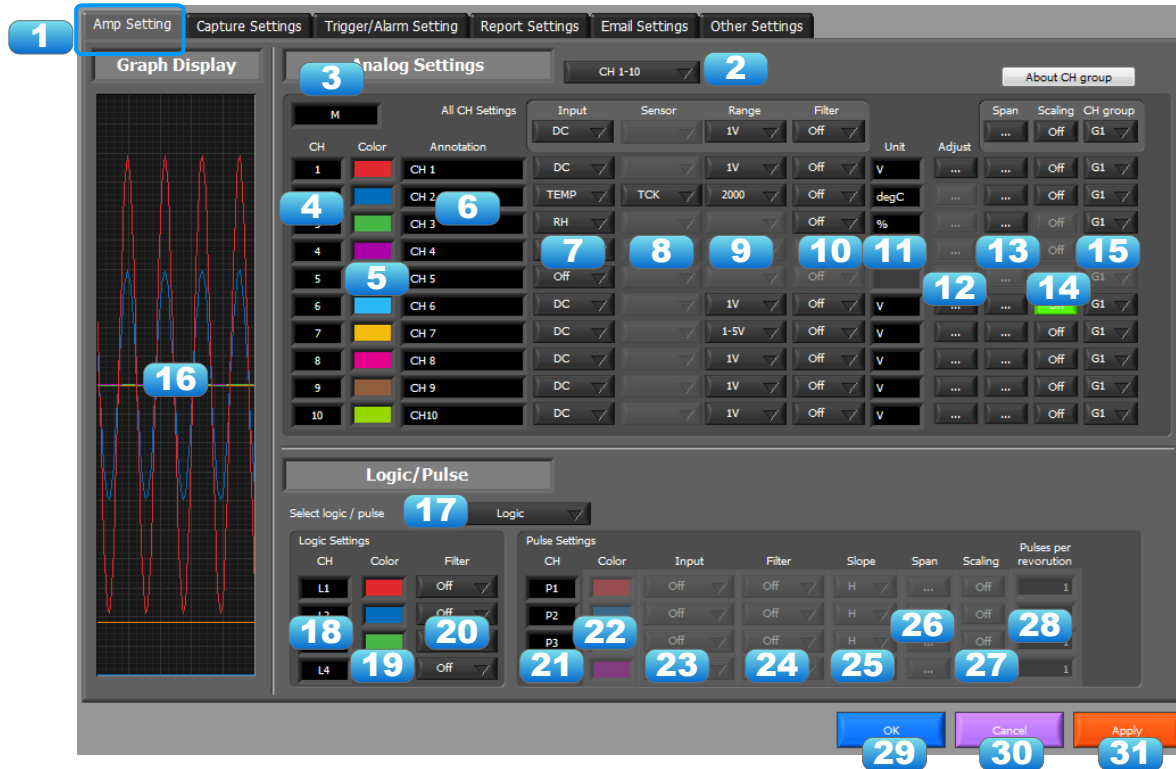 Amp Setting Capture Settings Trigger/Alarm Setting Report Settings Email Settings Other Settings
1
Graph Display
Analog Settings CH 1-10 2
3 About CH group
M All CH Settings Input Sensor Range Filter Span Scaling CH group
DC 1V Off ... Off G1
CH Color Annotation Unit Adjust
1 CH 1 DC 1V Off V ... ... Off G1
CH 2 TEMP TCK 2000 Off degC ... ... Off G1
4 6
3 CH 3 RH Off % ... ... Off G1
4 CH 4 ... Off
7 8 9 10 11 13 15
5 CH 5 Off Off ... G1
5 12 14
6 CH 6 DC 1V Off V ... ... Off G1
7 CH 7 DC 1-5V Off V ... ... Off G1
8 CH 8 DC 1V Off V ... ... Off G1
16
9 CH 9 DC 1V Off V ... ... Off G1
10 CH10 DC 1V Off V ... ... Off G1
Logic/Pulse
Select logic / pulse 17 Logic
Logic Settings Pulse Settings
CH Color Filter CH Color Input Filter Slope Span Scaling Pulses per
revorution
L1 Off P1 Off Off H ... Off 1
Off P2 Off Off H ... Off
18 20 22 26 28
P3 Off Off H Off
19 21 23 24 25 27
L4 Off ... 1
OK Cancel Apply
29 30 31